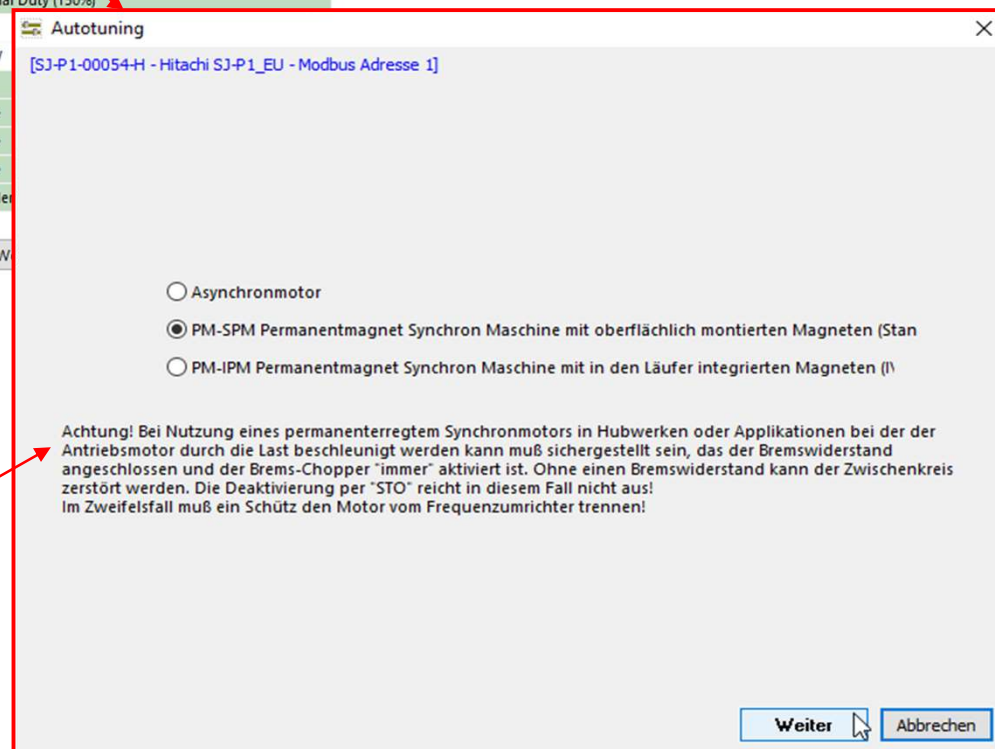 Duty (150%)
Autotuning
[SJ-P1-00054-H - Hitachi SJ-P1_EU - Modbus Adresse 1]
Asynchronmotor
PM-SPM Permanentmagnet Synchron Maschine mit oberflächlich montierten Magneten (Stan
PM-IPM Permanentmagnet Synchron Maschine mit in den Läufer integrierten Magneten (
Achtung! Bei Nutzung eines permanenterregtem Synchronmotors in Hubwerken oder Applikationen bei der der
Antriebsmotor durch die Last beschleunigt werden kann muß sichergestellt sein, das der Bremswiderstand
angeschlossen und der Brems-Chopper "immer" aktiviert ist. Ohne einen Bremswiderstand kann der Zwischenkreis
zerstört werden. Die Deaktivierung per "STO" reicht in diesem Fall nicht aus!
Im Zweifelsfall muß ein Schütz den Motor vom Frequenzumrichter trennen!
Weiter
Abbrechen